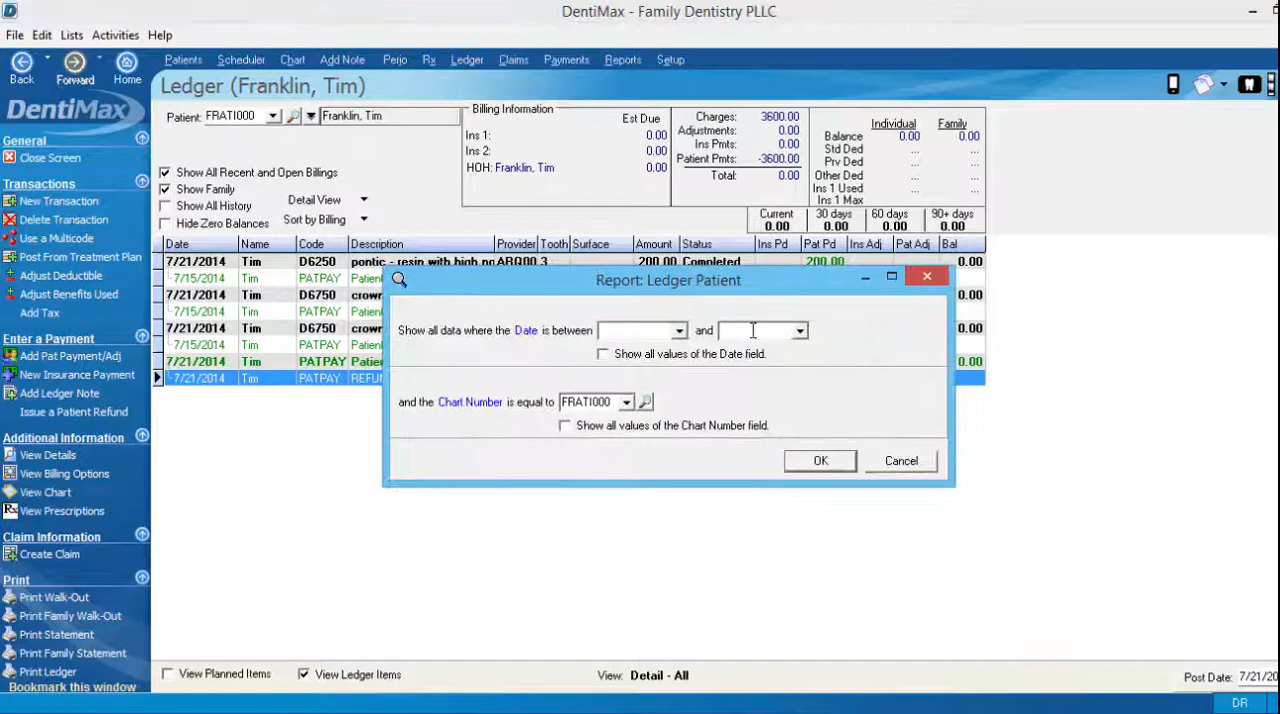 DentiMax - Family Dentistry PLLC
File Edit Lists Activities Help
Back Forward Home
Patients Scheduler Chart Add Note Perio Rx Ledger Claims Payments Reports Setup
Ledger (Franklin, Tim)
DentiMax
General
Close Screen
Transactions
New Transaction
Delete Transaction
Use a Multicode
Post From Treatment Plan
Adjust Deductible
Adjust Benefits Used
Add Tax
Enter a Payment
Add Pat Payment/Adj
New Insurance Payment
Add Ledger Note
Issue a Patient Refund
Additional Information
View Details
View Billing Options
View Chart
Rx View Prescriptions
Claim Information
Create Claim
Print
Print Walk-Out
Print Family Walk-Out
Print Statement
Print Family Statement
Print Ledger
Bookmark this window
Patient: FRATI000 Franklin, Tim
Show All Recent and Open Billings
Show Family
Show All History
Hide Zero Balances
Detail View
Sort by Billing
Billing Information
Est Due
Ins 1: 0.00
Ins 2: 0.00
HOH: Franklin, Tim 0.00
Charges: 3600.00
Adjustments: 0.00
Ins Pmts: 0.00
Patient Pmts: -3600.00
Total: 0.00
Individual Family
Balance 0.00 0.00
Std Ded ... ...
Prv Ded ... ...
Other Ded ... ...
Ins 1 Used ... ...
Ins 1 Max
Current 30 days 60 days 90+ days
0.00 0.00 0.00 0.00
Date Name Code Description Provider Tooth Surface Amount Status Ins Pd Pat Pd Ins Adj Pat Adj Bal
7/21/2014 Tim D6250 pontic - resin with high no ABO00 3 200.00 Completed 200.00 0.00
7/15/2014 Tim PATPAY Patient
7/21/2014 Tim D6750 crown 0.00
7/15/2014 Tim PATPAY Patient
7/21/2014 Tim D6750 crown 0.00
7/15/2014 Tim PATPAY Patient
7/21/2014 Tim PATPAY Patient 0.00
7/21/2014 Tim PATPAY REFUN
Report: Ledger Patient
Show all data where the Date is between and
Show all values of the Date field.
and the Chart Number is equal to FRATI000
Show all values of the Chart Number field.
OK Cancel
View Planned Items View Ledger Items View: Detail - All Post Date: 7/21/20
DR